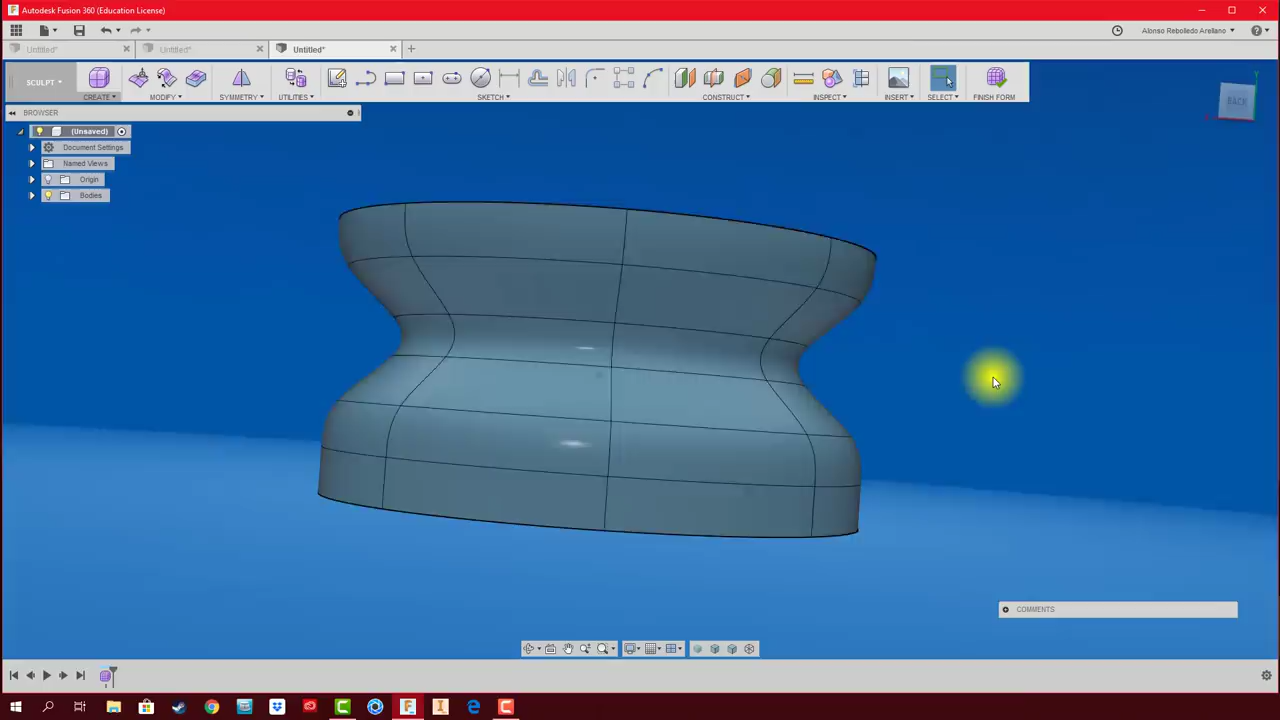 Autodesk Fusion 360 (Education License)
Alonso Rebolledo Arellano
Untitled*
Untitled*
Untitled*
SCULPT
CREATE
MODIFY
SYMMETRY
UTILITIES
SKETCH
CONSTRUCT
INSPECT
INSERT
SELECT
FINISH FORM
BACK
BROWSER
(Unsaved)
Document Settings
Named Views
Origin
Bodies
COMMENTS